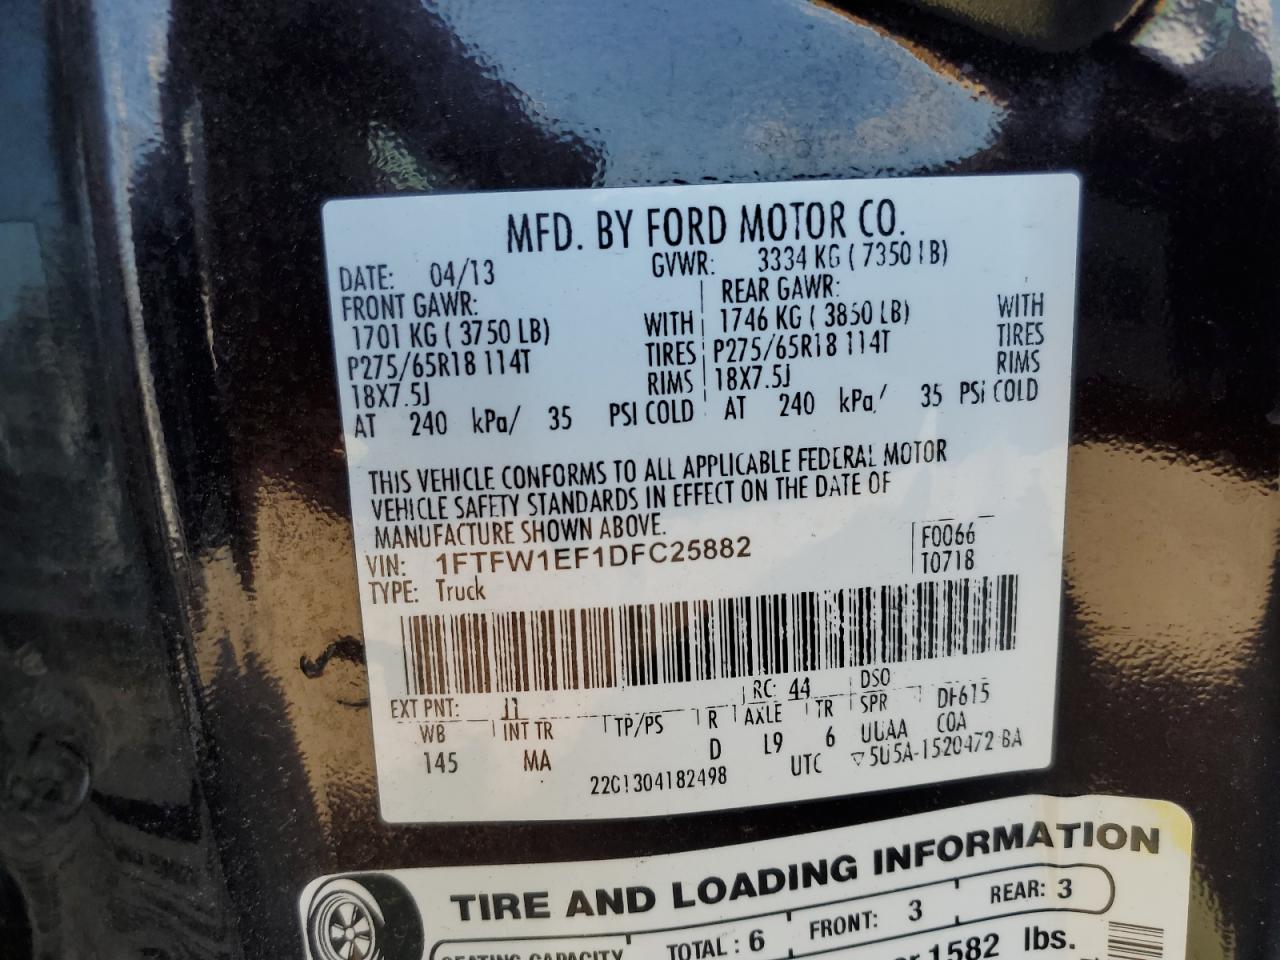 MFD. BY FORD MOTOR CO.
DATE: 04/13 GVWR: 3334 KG ( 7350 LB)
FRONT GAWR: REAR GAWR:
1701 KG ( 3750 LB) WITH 1746 KG ( 3850 LB) WITH
P275/65R18 114T TIRES P275/65R18 114T TIRES
18X7.5J RIMS 18X7.5J RIMS
AT 240 kPa/ 35 PSI COLD AT 240 kPa/ 35 PSI COLD
THIS VEHICLE CONFORMS TO ALL APPLICABLE FEDERAL MOTOR
VEHICLE SAFETY STANDARDS IN EFFECT ON THE DATE OF
MANUFACTURE SHOWN ABOVE.
VIN: 1FTFW1EF1DFC25882 F0066
TYPE: Truck T0718
EXT PNT: J1 RC: 44 DSO
WB INT TR TP/PS R AXLE TR SPR DF615
145 MA D L9 6 UUAA COA
22C1304182498 UTC ▽5U5A-1520472-BA
TIRE AND LOADING INFORMATION
SEATING CAPACITY TOTAL : 6 FRONT: 3 REAR: 3
1582 lbs.